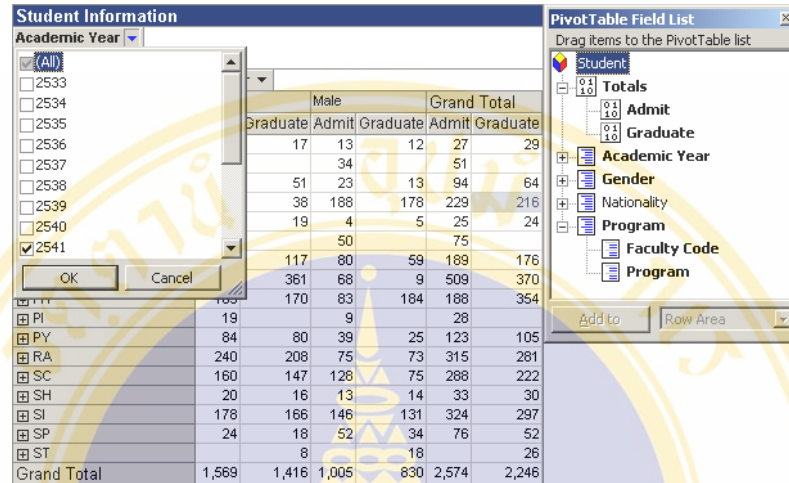 Student Information
Academic Year
(All)
2533
2534
2535
2536
2537
2538
2539
2540
2541
OK Cancel
Male Grand Total
Graduate Admit Graduate Admit Graduate
17 13 12 27 29
34 51
51 23 13 94 64
38 188 178 229 216
19 4 5 25 24
50 75
117 80 59 189 176
361 68 9 509 370
170 83 184 188 354
PI 19 9 28
PY 84 80 39 25 123 105
RA 240 208 75 73 315 281
SC 160 147 128 75 288 222
SH 20 16 13 14 33 30
SI 178 166 146 131 324 297
SP 24 18 52 34 76 52
ST 8 18 26
Grand Total 1,569 1,416 1,005 830 2,574 2,246
PivotTable Field List
Drag items to the PivotTable list
Student
Totals
Admit
Graduate
Academic Year
Gender
Nationality
Program
Faculty Code
Program
Add to Row Area